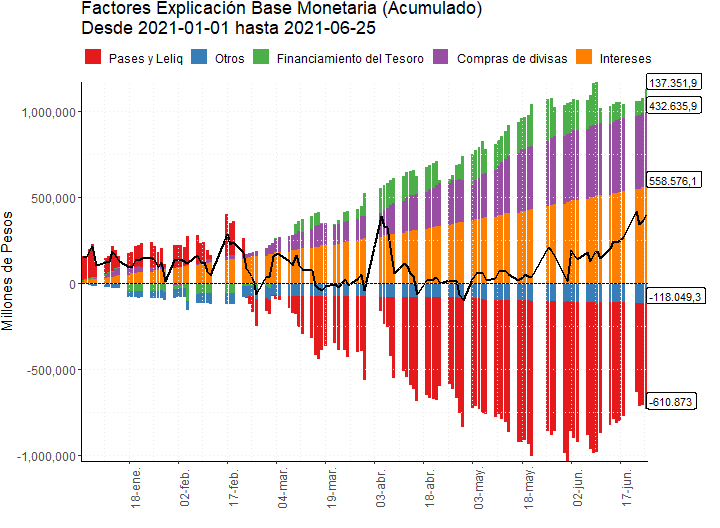 Factores Explicación Base Monetaria (Acumulado)
Desde 2021-01-01 hasta 2021-06-25
Pases y Leliq Otros Financiamiento del Tesoro Compras de divisas Intereses
Millones de Pesos
1,000,000
500,000
0
-500,000
-1,000,000
137.351,9
432.635,9
558.576,1
-118.049,3
-610.873
18-ene.
02-feb.
17-feb.
04-mar.
19-mar.
03-abr.
18-abr.
03-may.
18-may.
02-jun.
17-jun.